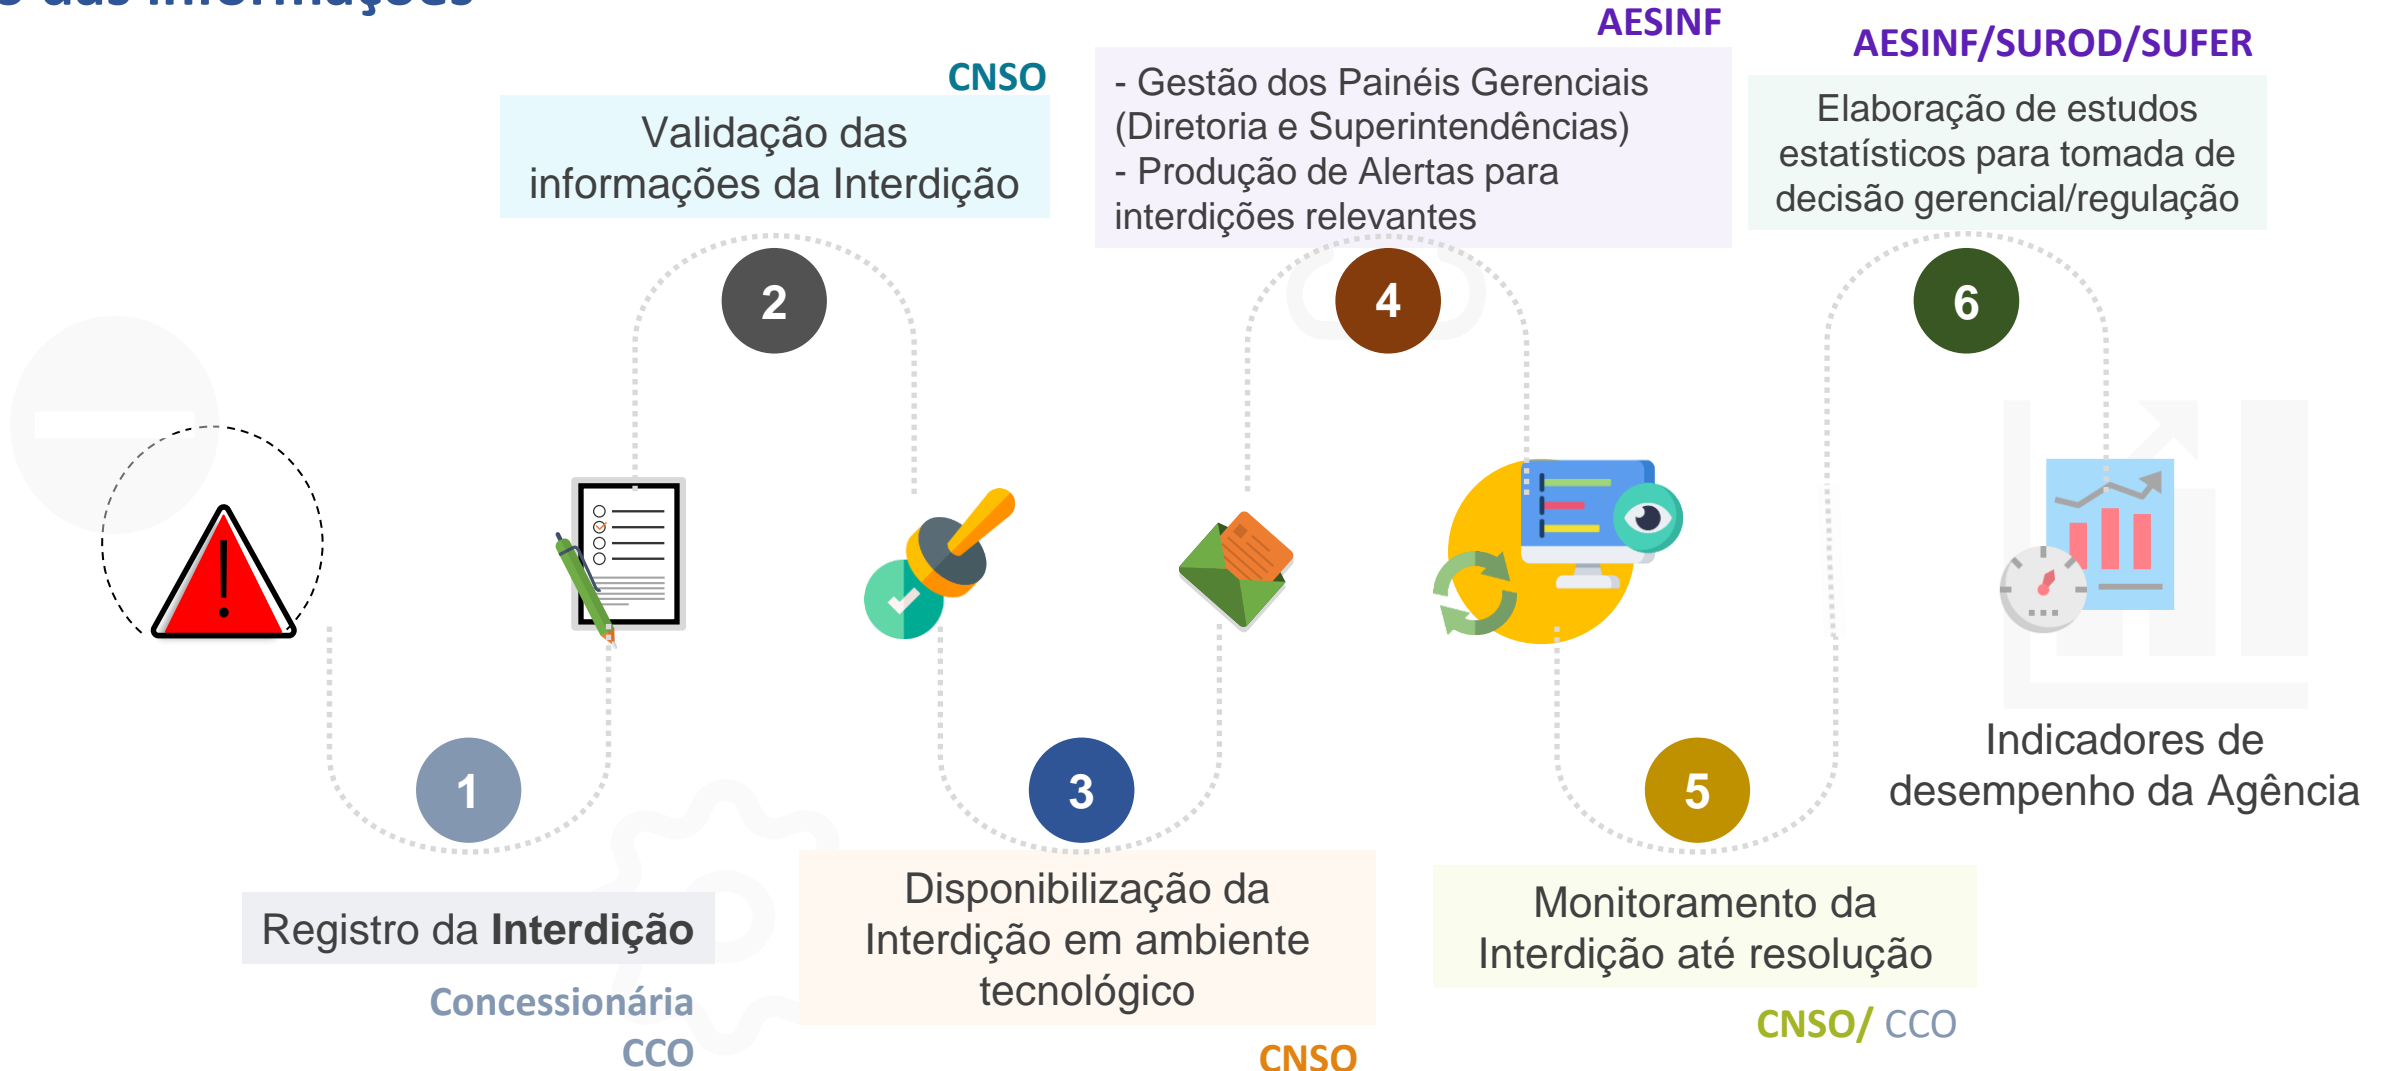 das Informações
Concessionária
CCO
Registro da Interdição
1
CNSO
Validação das
informações da Interdição
2
3
Disponibilização da
Interdição em ambiente
tecnológico
CNSO
AESINF
- Gestão dos Painéis Gerenciais
(Diretoria e Superintendências)
- Produção de Alertas para
interdições relevantes
4
5
Monitoramento da
Interdição até resolução
CNSO/ CCO
AESINF/SUROD/SUFER
Elaboração de estudos
estatísticos para tomada de
decisão gerencial/regulação
6
Indicadores de
desempenho da Agência